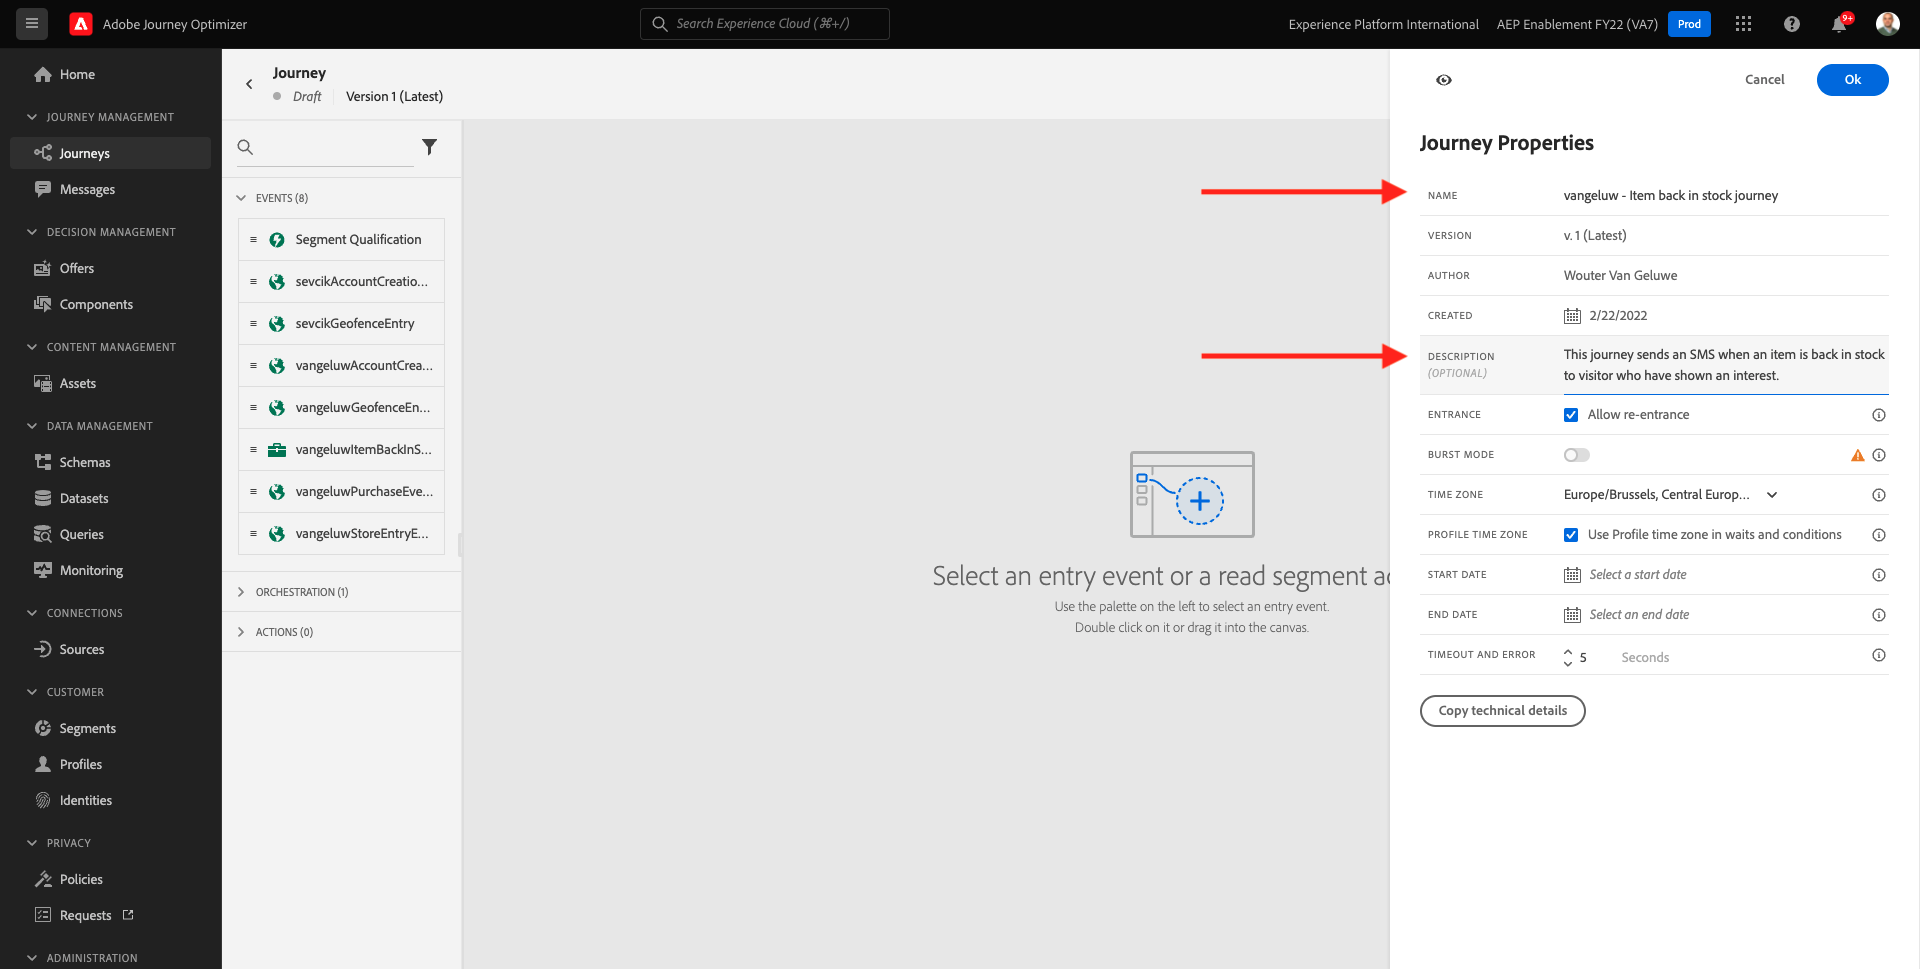 Adobe Journey Optimizer
Search Experience Cloud (⌘+/)
Experience Platform International
AEP Enablement FY22 (VA7)
Prod
9+
Home
JOURNEY MANAGEMENT
Journeys
Messages
DECISION MANAGEMENT
Offers
Components
CONTENT MANAGEMENT
Assets
DATA MANAGEMENT
Schemas
Datasets
Queries
Monitoring
CONNECTIONS
Sources
CUSTOMER
Segments
Profiles
Identities
PRIVACY
Policies
Requests
ADMINISTRATION
Journey
Draft
Version 1 (Latest)
EVENTS (8)
Segment Qualification
sevcikAccountCreatio...
sevcikGeofenceEntry
vangeluwAccountCrea...
vangeluwGeofenceEn...
vangeluwItemBackInS...
vangeluwPurchaseEve...
vangeluwStoreEntryE...
ORCHESTRATION (1)
ACTIONS (0)
Select an entry event or a read segment ac
Use the palette on the left to select an entry event.
Double click on it or drag it into the canvas.
Cancel
Ok
Journey Properties
NAME
vangeluw - Item back in stock journey
VERSION
v. 1 (Latest)
AUTHOR
Wouter Van Geluwe
CREATED
2/22/2022
DESCRIPTION
(OPTIONAL)
This journey sends an SMS when an item is back in stock
to visitor who have shown an interest.
ENTRANCE
Allow re-entrance
BURST MODE
TIME ZONE
Europe/Brussels, Central Europ...
PROFILE TIME ZONE
Use Profile time zone in waits and conditions
START DATE
Select a start date
END DATE
Select an end date
TIMEOUT AND ERROR
5
Seconds
Copy technical details